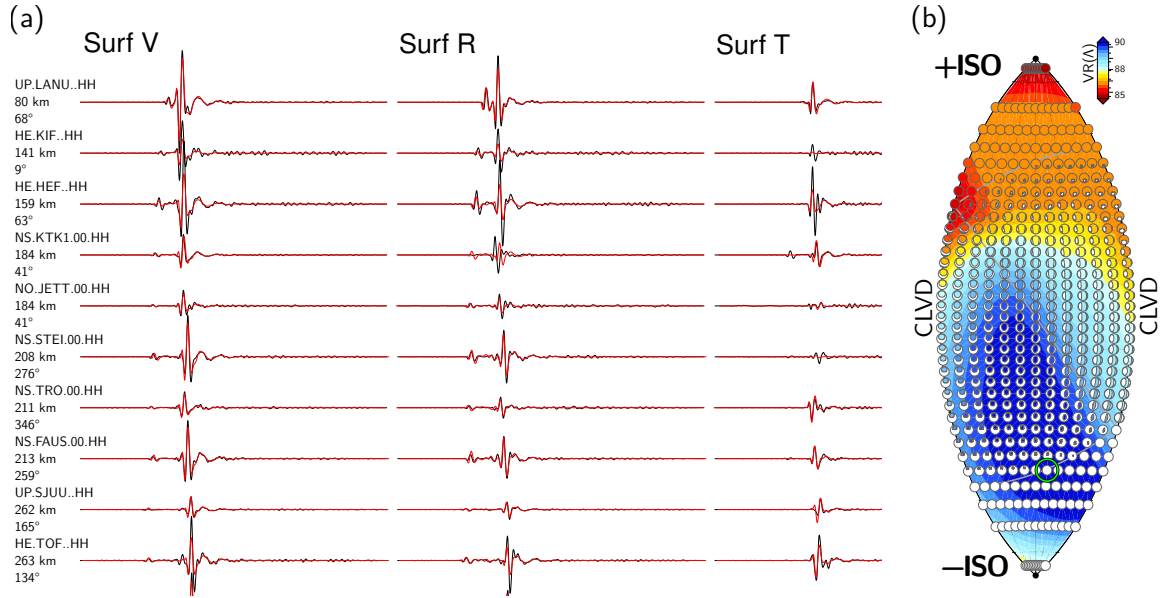 (a)
Surf V
Surf R
Surf T
UP.LANU..HH
80 km
68°
HE.KIF..HH
141 km
9°
HE.HEF..HH
159 km
63°
NS.KTK1.00.HH
184 km
41°
NO.JETT.00.HH
184 km
41°
NS.STEI.00.HH
208 km
276°
NS.TRO.00.HH
211 km
346°
NS.FAUS.00.HH
213 km
259°
UP.SJUU..HH
262 km
165°
HE.TOF..HH
263 km
134°
(b)
+ISO
VR(Λ)
90
88
85
CLVD
CLVD
−ISO